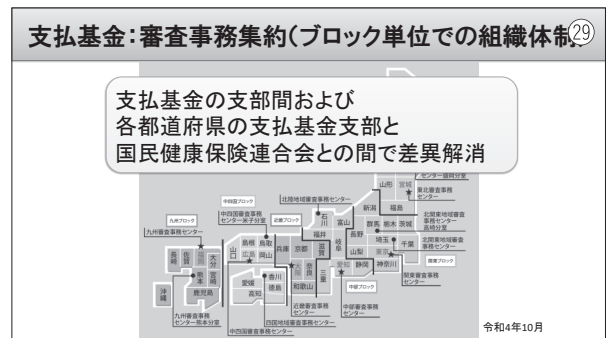 支払基金：審査事務集約(ブロック単位での組織体制)
29
支払基金の支部間および
各都道府県の支払基金支部と
国民健康保険連合会との間で差異解消
センター盛岡分室
山形
宮城
東北審査事務
センター
中四国ブロック
北陸地域審査事務センター
新潟
福島
九州ブロック
中四国審査事務
センター米子分室
近畿ブロック
石川
富山
群馬
栃木
茨城
北関東地域審査
事務センター
高崎分室
九州審査事務センター
福井
長野
埼玉
千葉
北関東地域審査
事務センター
長崎
佐賀
福岡
大分
山口
島根
鳥取
兵庫
京都
滋賀
岐阜
山梨
東京
広島
岡山
関東ブロック
熊本
宮崎
大阪
奈良
三重
愛知
静岡
神奈川
関東審査事務
センター
沖縄
鹿児島
愛媛
香川
高知
徳島
和歌山
中部ブロック
九州審査事務
センター熊本分室
近畿審査事務
センター
中部審査事務
センター
四国地域審査事務センター
中四国審査事務センター
令和4年10月